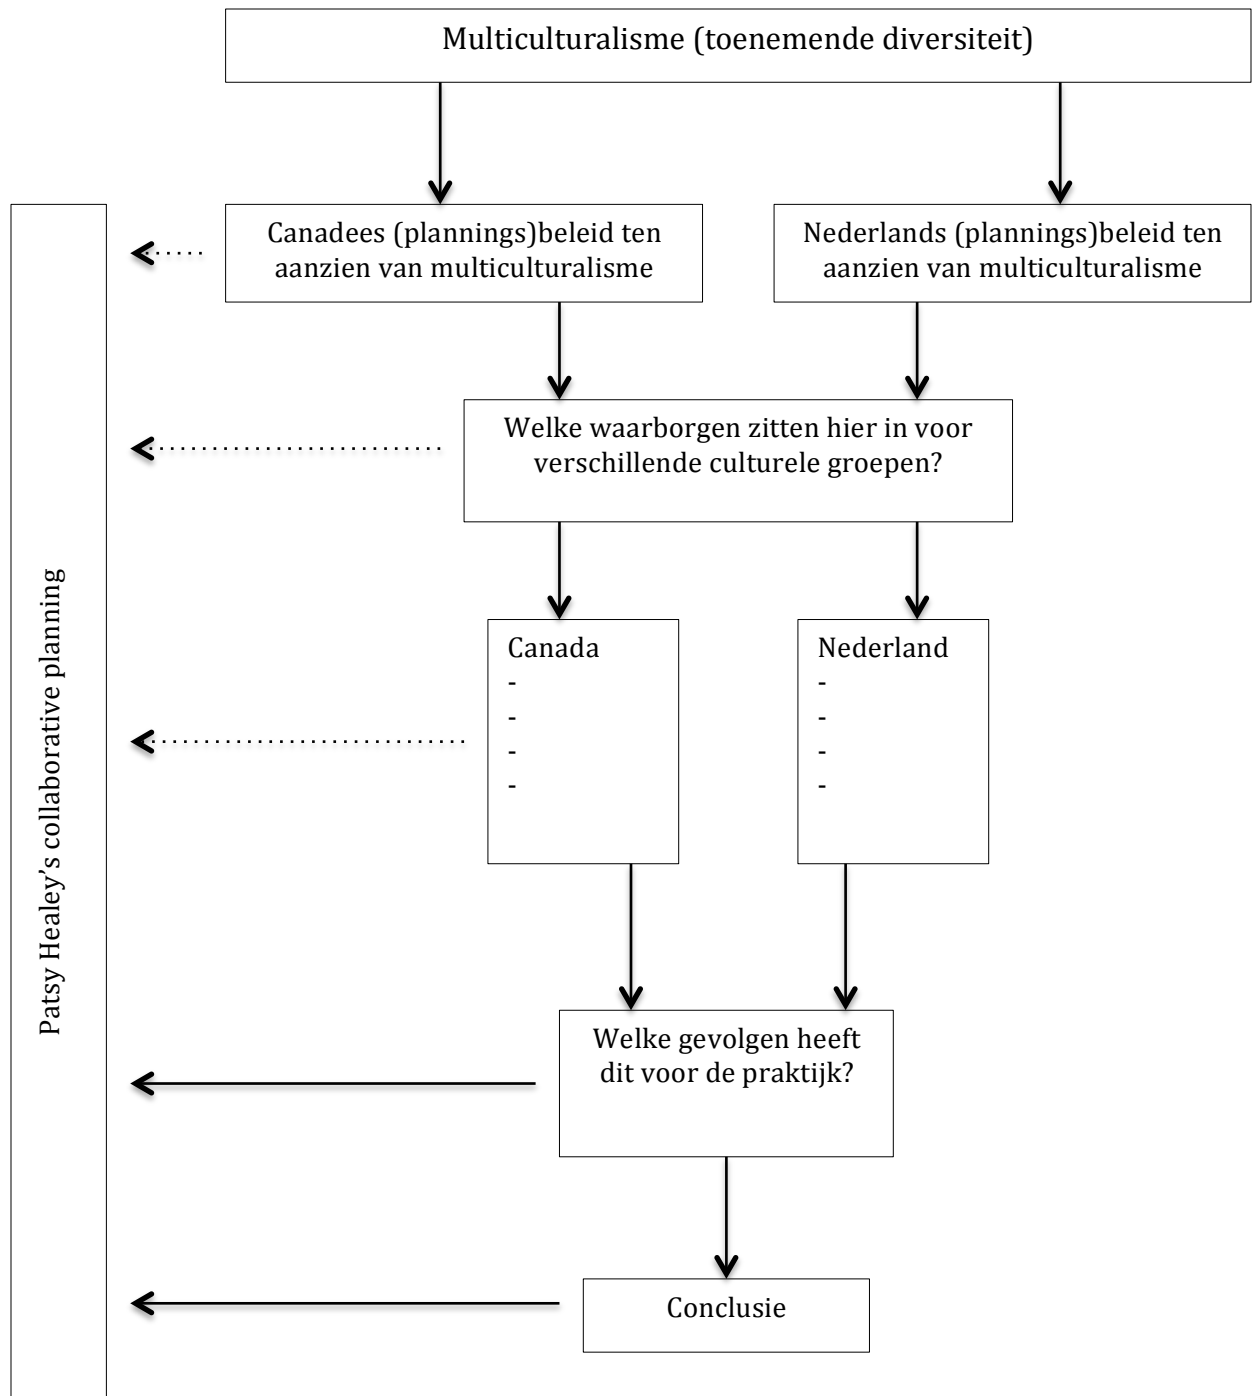 Multiculturalisme (toenemende diversiteit)
Canadees (plannings)beleid ten
aanzien van multiculturalisme
Nederlands (plannings)beleid ten
aanzien van multiculturalisme
Welke waarborgen zitten hier in voor
verschillende culturele groepen?
Canada
-
-
-
-
Nederland
-
-
-
-
Patsy Healey’s collaborative planning
Welke gevolgen heeft
dit voor de praktijk?
Conclusie